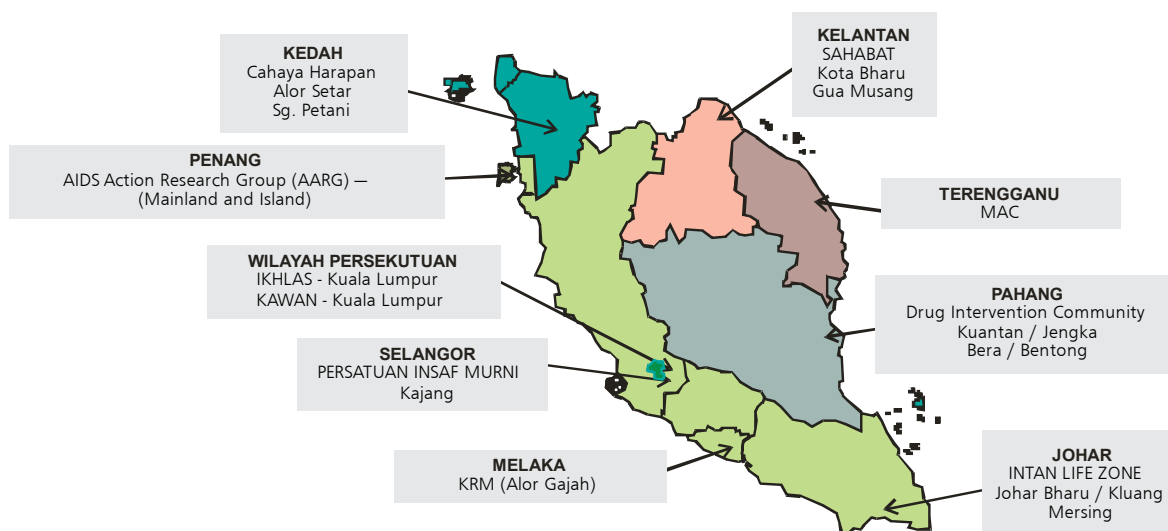 KEDAH
Cahaya Harapan
Alor Setar
Sg. Petani
KELANTAN
SAHABAT
Kota Bharu
Gua Musang
PENANG
AIDS Action Research Group (AARG) —
(Mainland and Island)
TERENGGANU
MAC
WILAYAH PERSEKUTUAN
IKHLAS - Kuala Lumpur
KAWAN - Kuala Lumpur
PAHANG
Drug Intervention Community
Kuantan / Jengka
Bera / Bentong
SELANGOR
PERSATUAN INSAF MURNI
Kajang
MELAKA
KRM (Alor Gajah)
JOHAR
INTAN LIFE ZONE
Johar Bharu / Kluang
Mersing